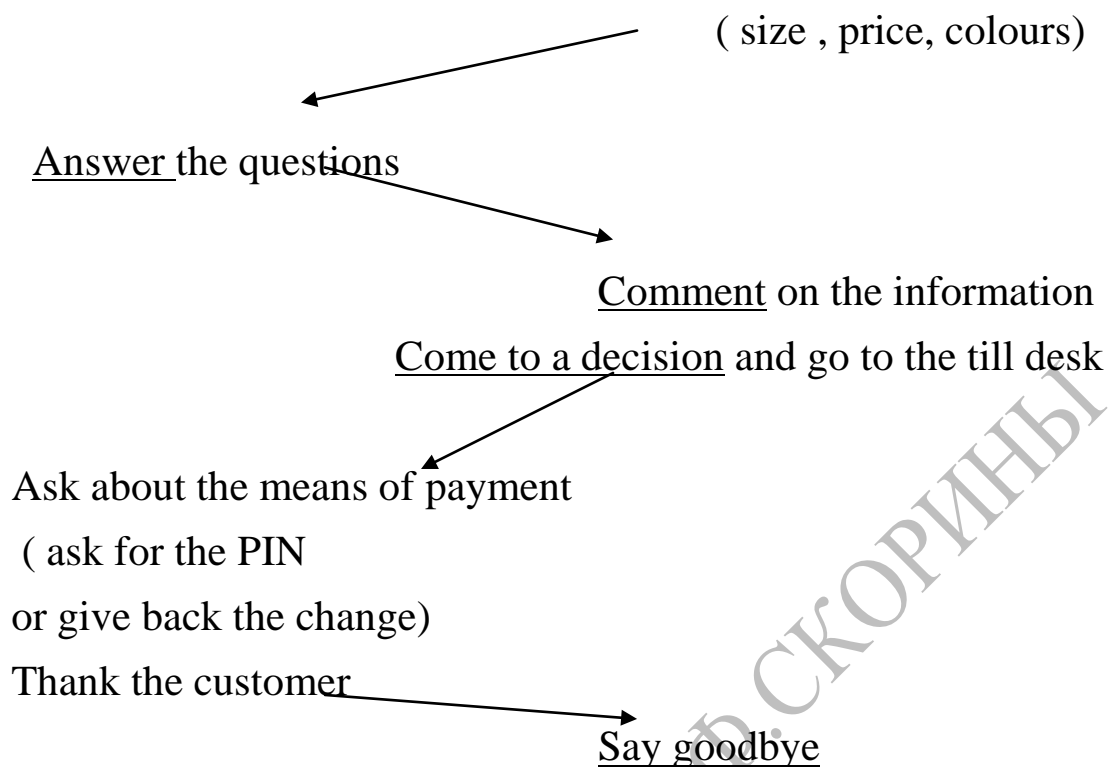 ( size , price, colours)
Answer the questions
Comment on the information
Come to a decision and go to the till desk
Ask about the means of payment
( ask for the PIN
or give back the change)
Thank the customer
Say goodbye
Ф.СКОРИНЫ